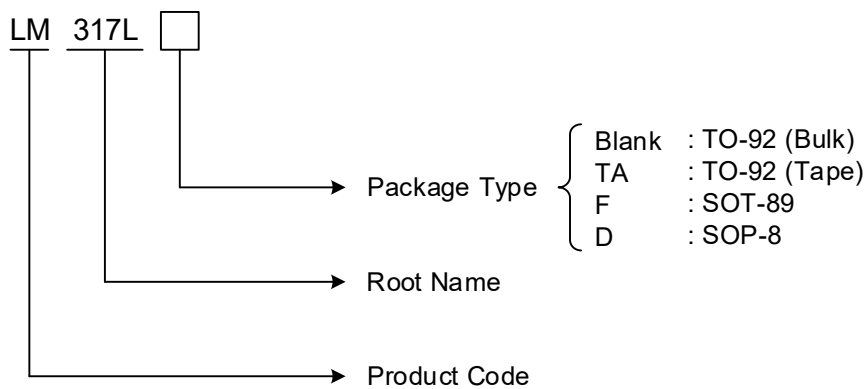 LM 317L
Package Type
Blank : TO-92 (Bulk)
TA : TO-92 (Tape)
F : SOT-89
D : SOP-8
Root Name
Product Code